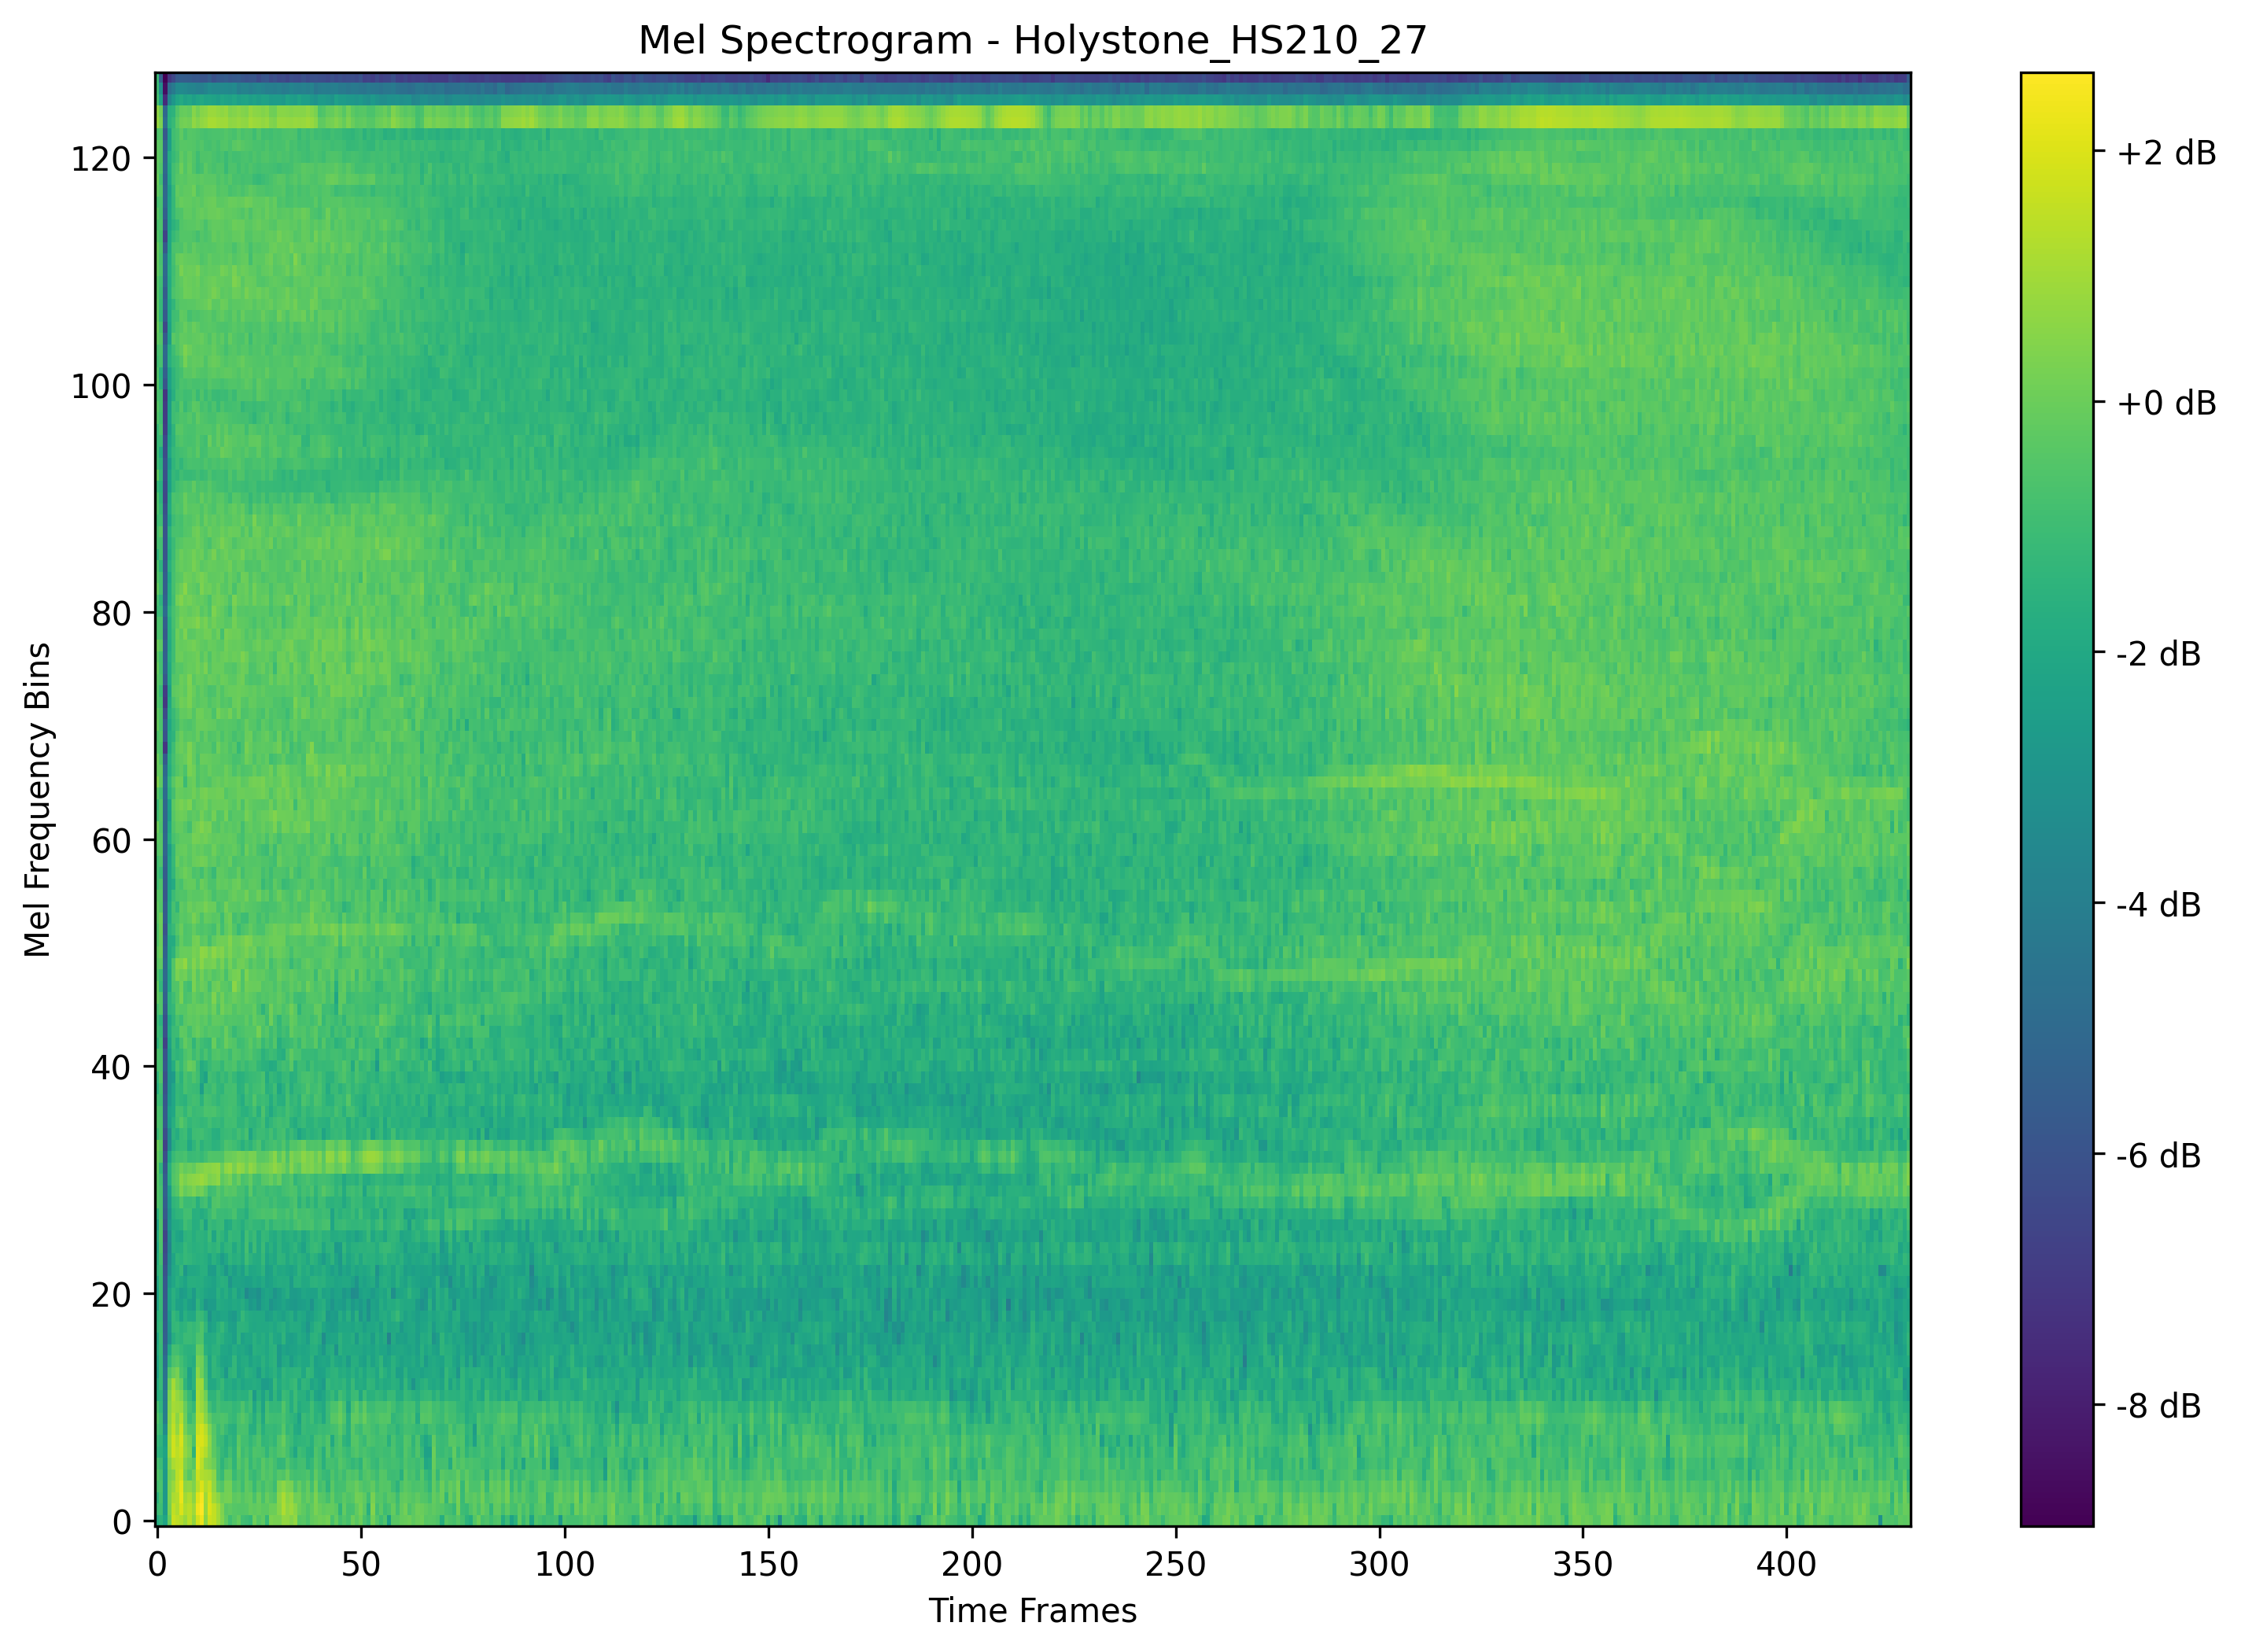 Mel Spectrogram - Holystone_HS210_27
Mel Frequency Bins
120
100
80
60
40
20
0
0 50 100 150 200 250 300 350 400
Time Frames
+2 dB
+0 dB
-2 dB
-4 dB
-6 dB
-8 dB